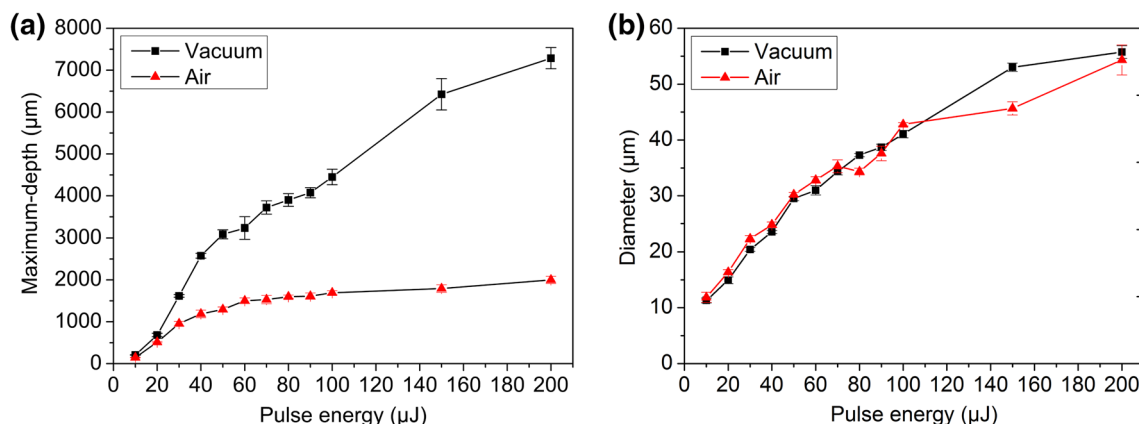 (a)
8000
7000
6000
5000
4000
3000
2000
1000
0
Maximum-depth (µm)
Vacuum
Air
0 20 40 60 80 100 120 140 160 180 200
Pulse energy (µJ)
(b)
60
50
40
30
20
10
0
Diameter (µm)
Vacuum
Air
0 20 40 60 80 100 120 140 160 180 200
Pulse energy (µJ)